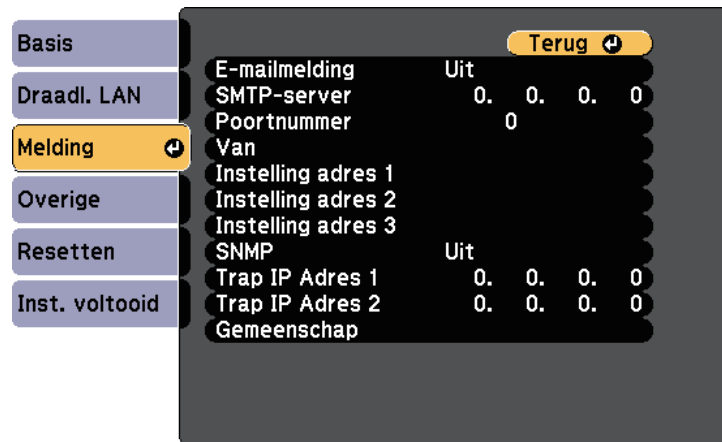 Basis
Draadl. LAN
Melding
Overige
Resetten
Inst. voltooid
Terug
E-mailmelding Uit
SMTP-server 0. 0. 0. 0
Poortnummer 0
Van
Instelling adres 1
Instelling adres 2
Instelling adres 3
SNMP Uit
Trap IP Adres 1 0. 0. 0. 0
Trap IP Adres 2 0. 0. 0. 0
Gemeenschap